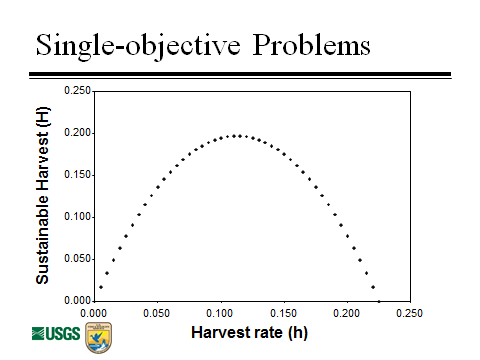 Single-objective Problems
Sustainable Harvest (H)
0.250
0.200
0.150
0.100
0.050
0.000
0.000 0.050 0.100 0.150 0.200 0.250
Harvest rate (h)
USGS